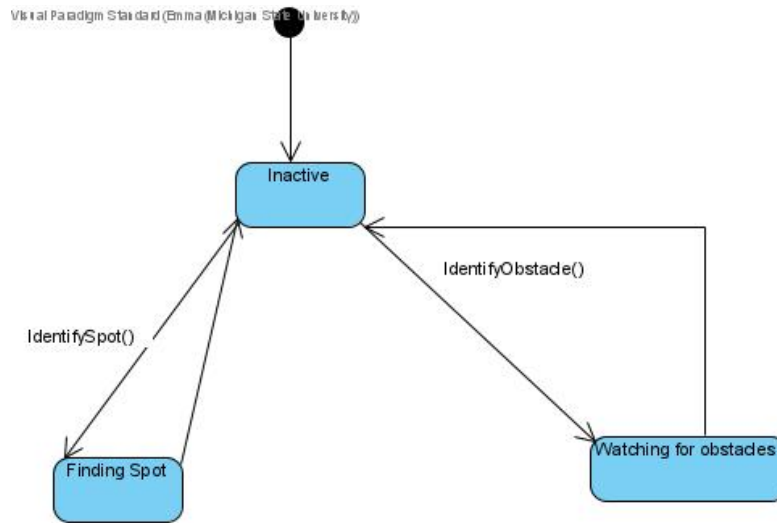 Visual Paradigm Standard (Emma (Michigan State University))
Inactive
IdentifyObstacle()
IdentifySpot()
Finding Spot
Watching for obstacles